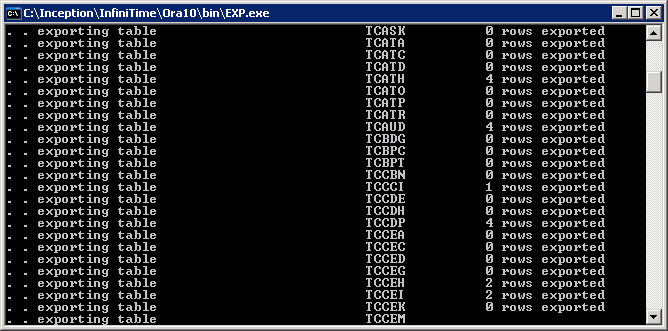 C:\Inception\InfiniTime\Ora10\bin\EXP.exe
. . exporting table TCASK 0 rows exported
. . exporting table TCATA 0 rows exported
. . exporting table TCATC 0 rows exported
. . exporting table TCATD 0 rows exported
. . exporting table TCATH 4 rows exported
. . exporting table TCATO 0 rows exported
. . exporting table TCATP 0 rows exported
. . exporting table TCATR 0 rows exported
. . exporting table TCAUD 4 rows exported
. . exporting table TCBDG 0 rows exported
. . exporting table TCBPC 0 rows exported
. . exporting table TCBPT 0 rows exported
. . exporting table TCCBN 0 rows exported
. . exporting table TCCCI 1 rows exported
. . exporting table TCCDE 0 rows exported
. . exporting table TCCDH 0 rows exported
. . exporting table TCCDP 4 rows exported
. . exporting table TCCEA 0 rows exported
. . exporting table TCCEC 0 rows exported
. . exporting table TCCED 0 rows exported
. . exporting table TCCEG 0 rows exported
. . exporting table TCCEH 2 rows exported
. . exporting table TCCEI 2 rows exported
. . exporting table TCCEK 0 rows exported
. . exporting table TCCEM